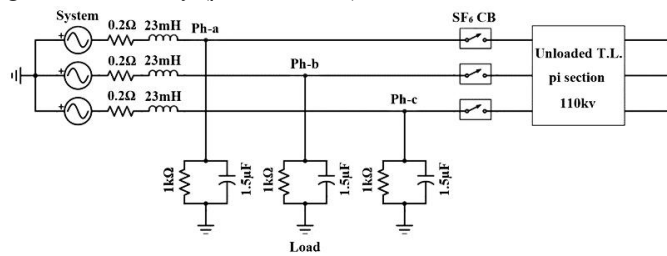 System
0.2Ω 23mH
Ph-a
SF₆ CB
0.2Ω 23mH
Ph-b
0.2Ω 23mH
Ph-c
Unloaded T.L.
pi section
110kv
1kΩ 1.5μF
1kΩ 1.5μF
1kΩ 1.5μF
Load